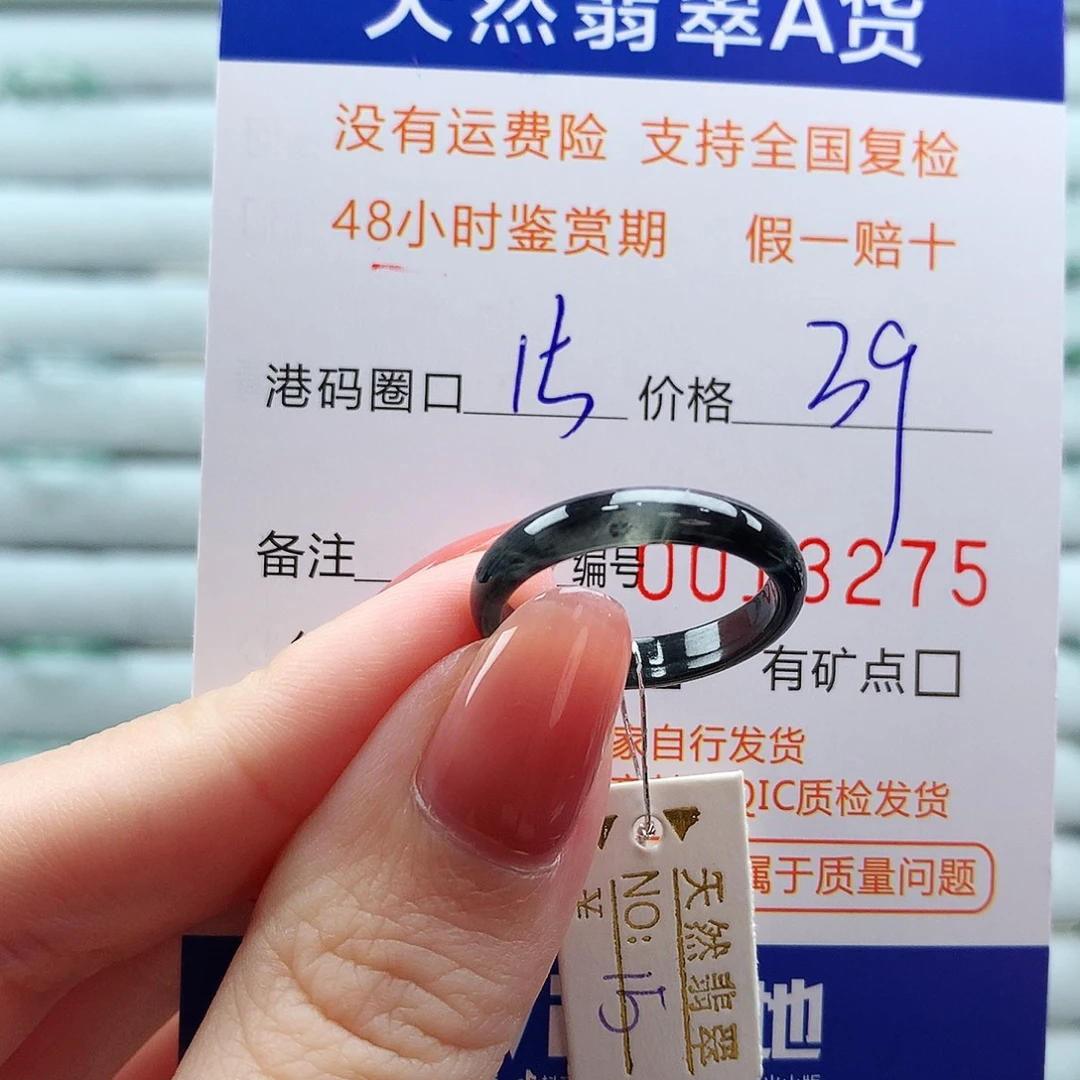 天然翡翠A货
没有运费险 支持全国复检
48小时鉴赏期 假一赔十
港码圈口 15 价格 39
备注 编号 0013275
有矿点□
家自行发货
QIC质检发货
属于质量问题
天然翡翠
NO: 15